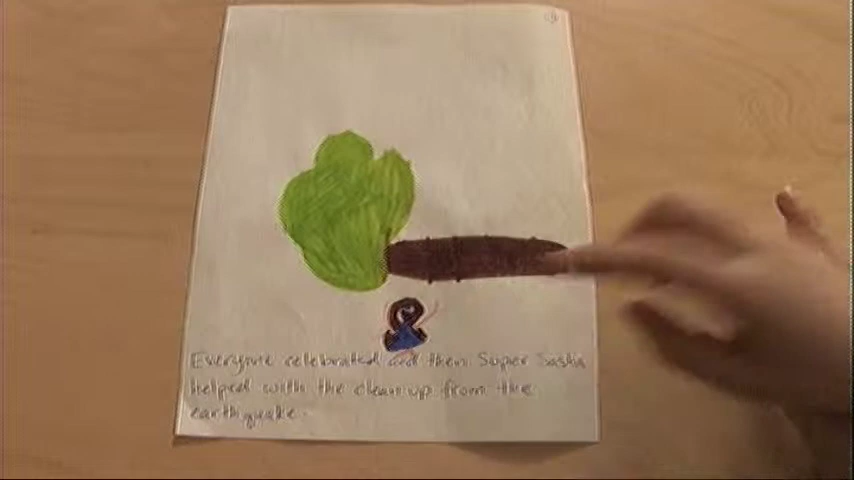 Everyone celebrated and then Super Sasha
helped with the clean up from the
earthquake.